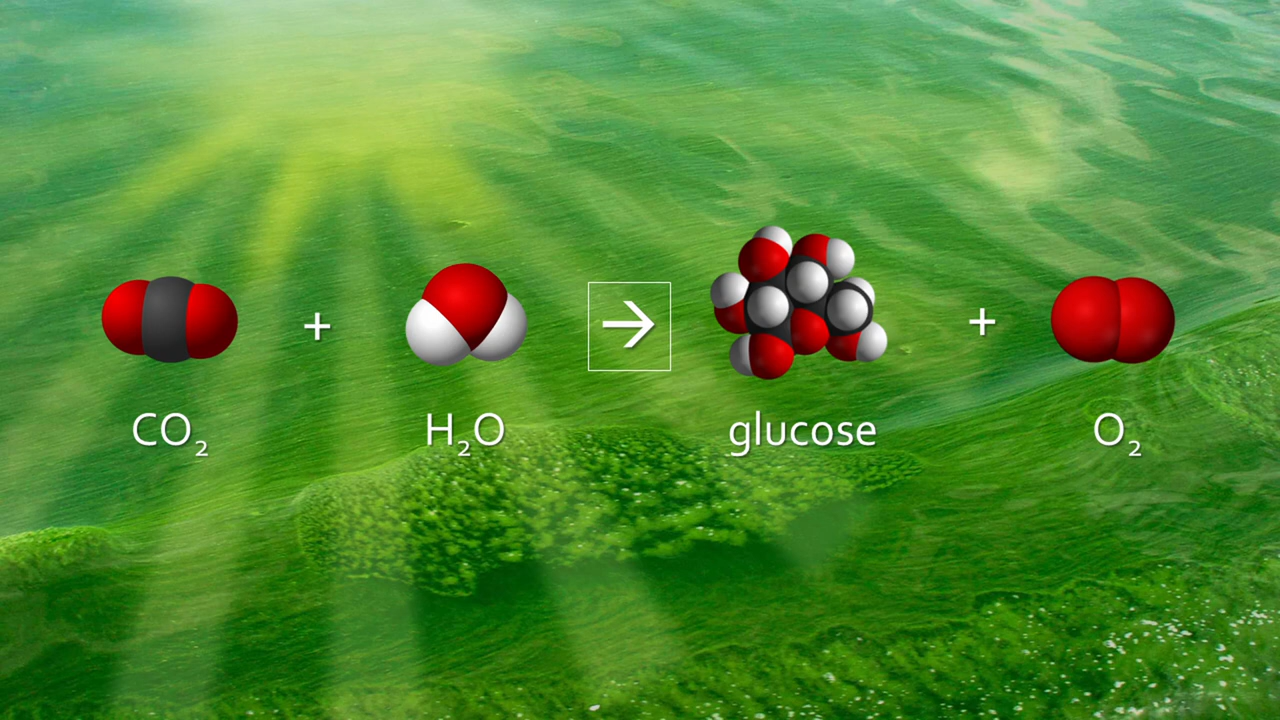 + → +
CO₂ H₂O glucose O₂